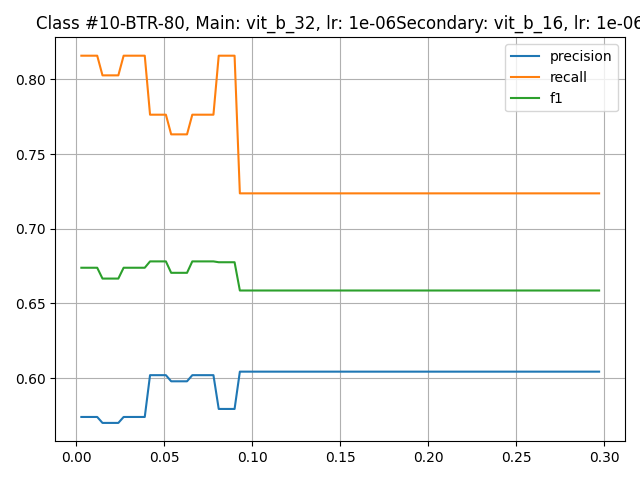 Class #10-BTR-80, Main: vit_b_32, lr: 1e-06Secondary: vit_b_16, lr: 1e-06
precision
recall
f1
0.80
0.75
0.70
0.65
0.60
0.00 0.05 0.10 0.15 0.20 0.25 0.30